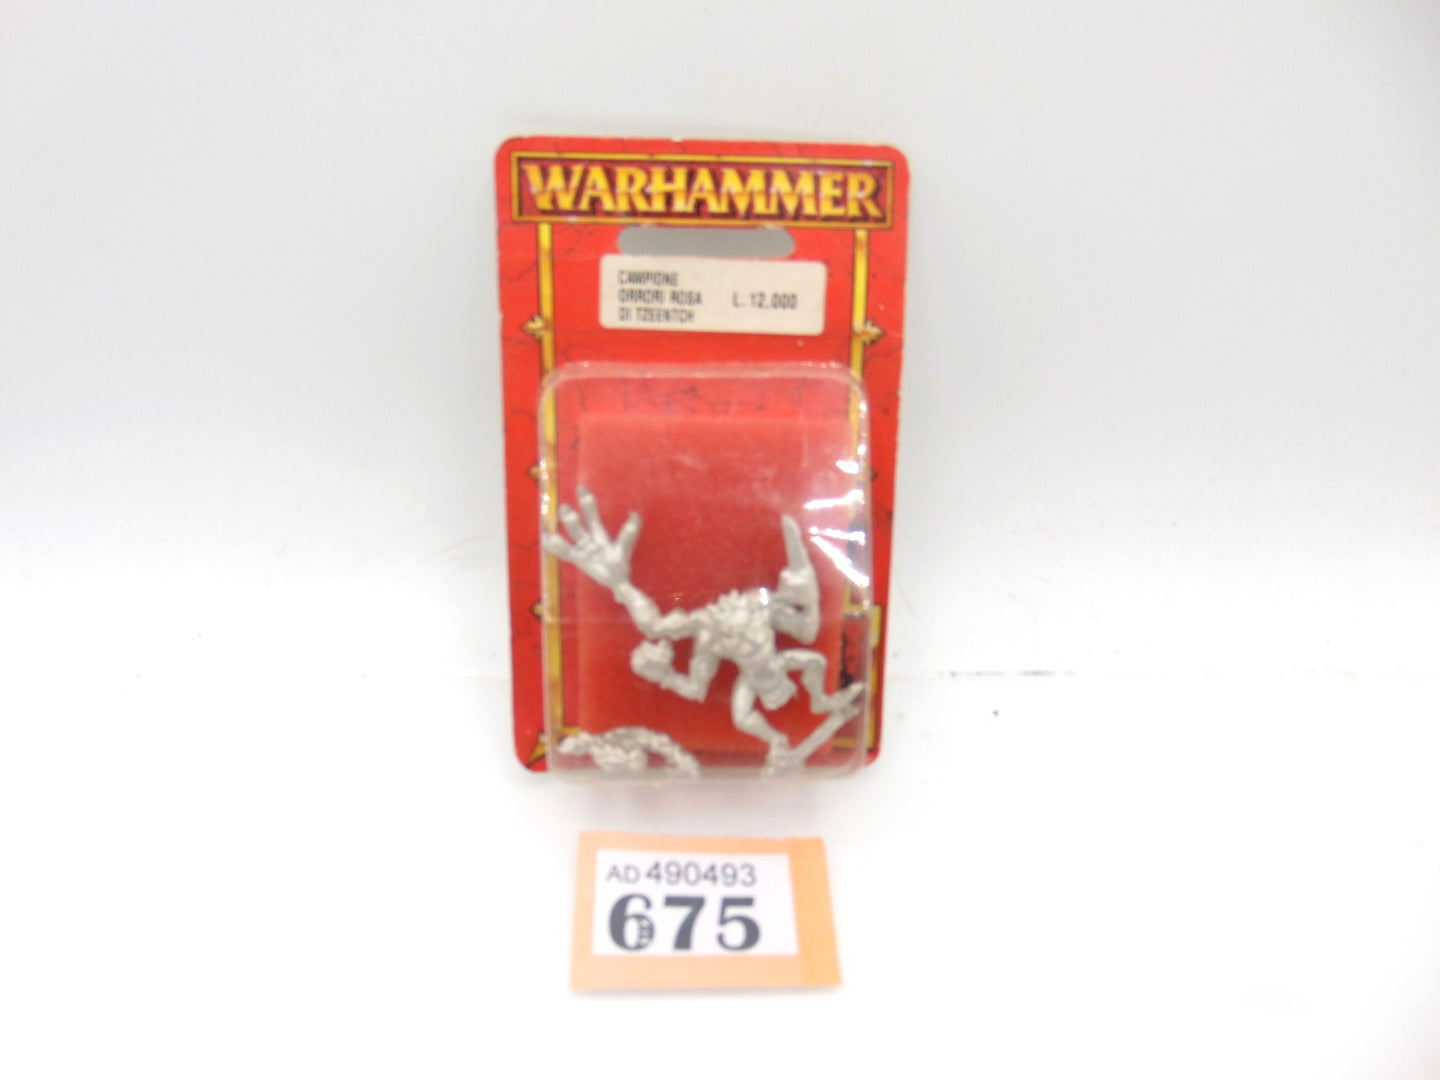 WARHAMMER
CAMPIONE
ORRORI ROSA L.12.000
DI TZEENTCH
AD 490493
675